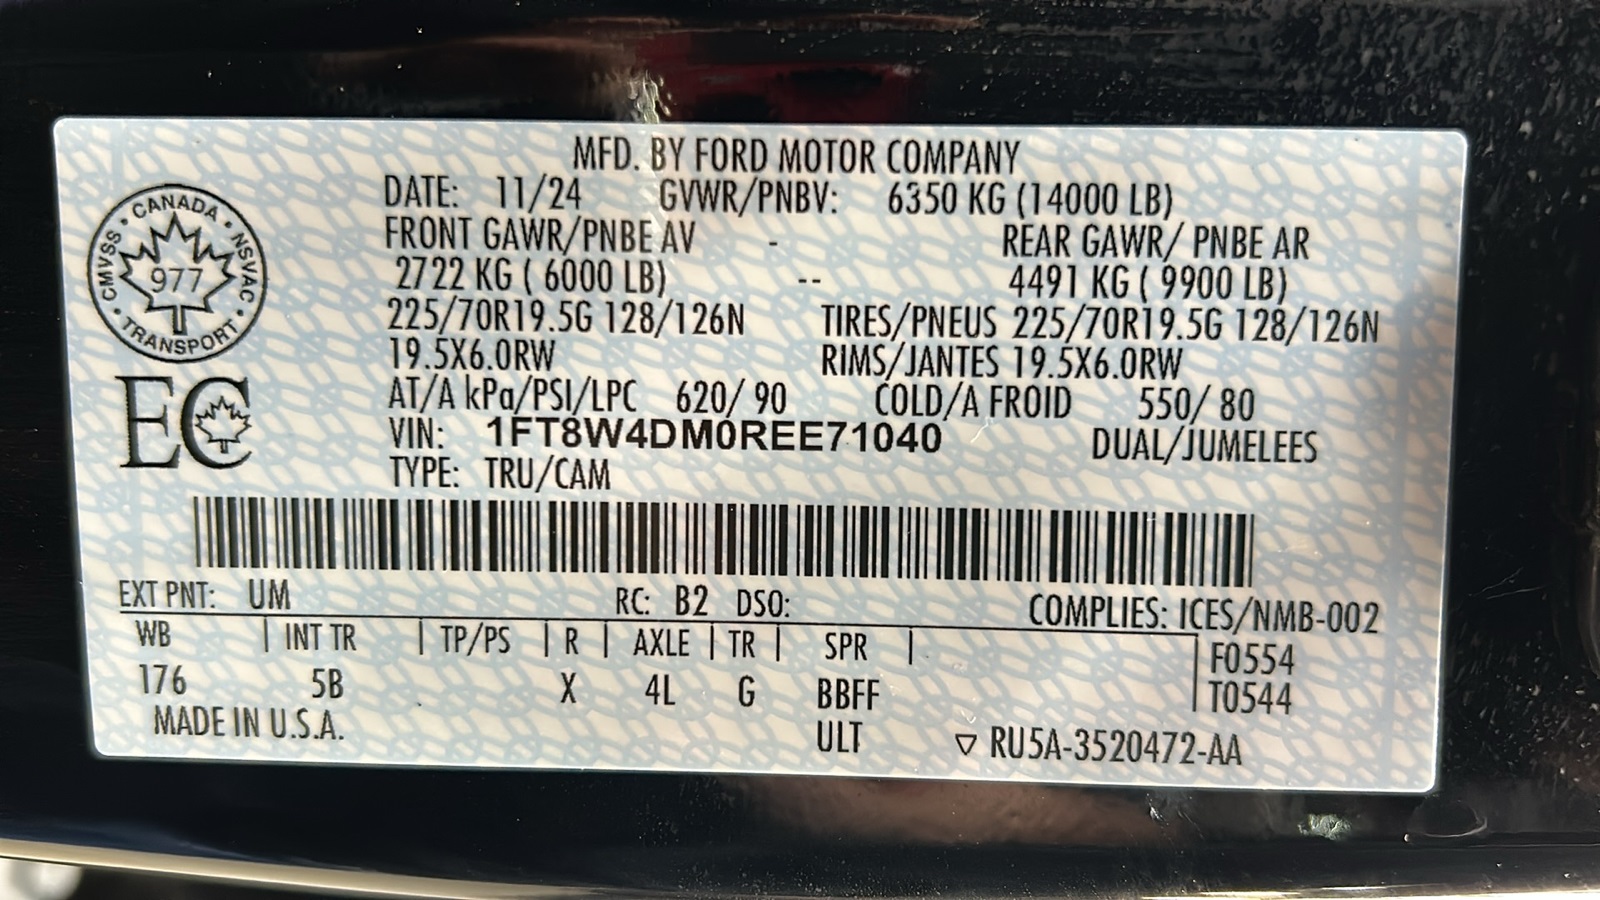 MFD. BY FORD MOTOR COMPANY
DATE: 11/24 GVWR/PNBV: 6350 KG (14000 LB)
FRONT GAWR/PNBE AV - REAR GAWR/ PNBE AR
2722 KG ( 6000 LB) -- 4491 KG ( 9900 LB)
225/70R19.5G 128/126N TIRES/PNEUS 225/70R19.5G 128/126N
19.5X6.0RW RIMS/JANTES 19.5X6.0RW
AT/A kPa/PSI/LPC 620/ 90 COLD/A FROID 550/ 80
VIN: 1FT8W4DM0REE71040 DUAL/JUMELEES
TYPE: TRU/CAM
CANADA
CMVSS • NSVAC
977
TRANSPORT
EC
EXT PNT: UM RC: B2 DSO: COMPLIES: ICES/NMB-002
WB | INT TR | TP/PS | R | AXLE | TR | SPR | F0554
176 5B X 4L G BBFF T0544
MADE IN U.S.A. ULT ▽ RU5A-3520472-AA